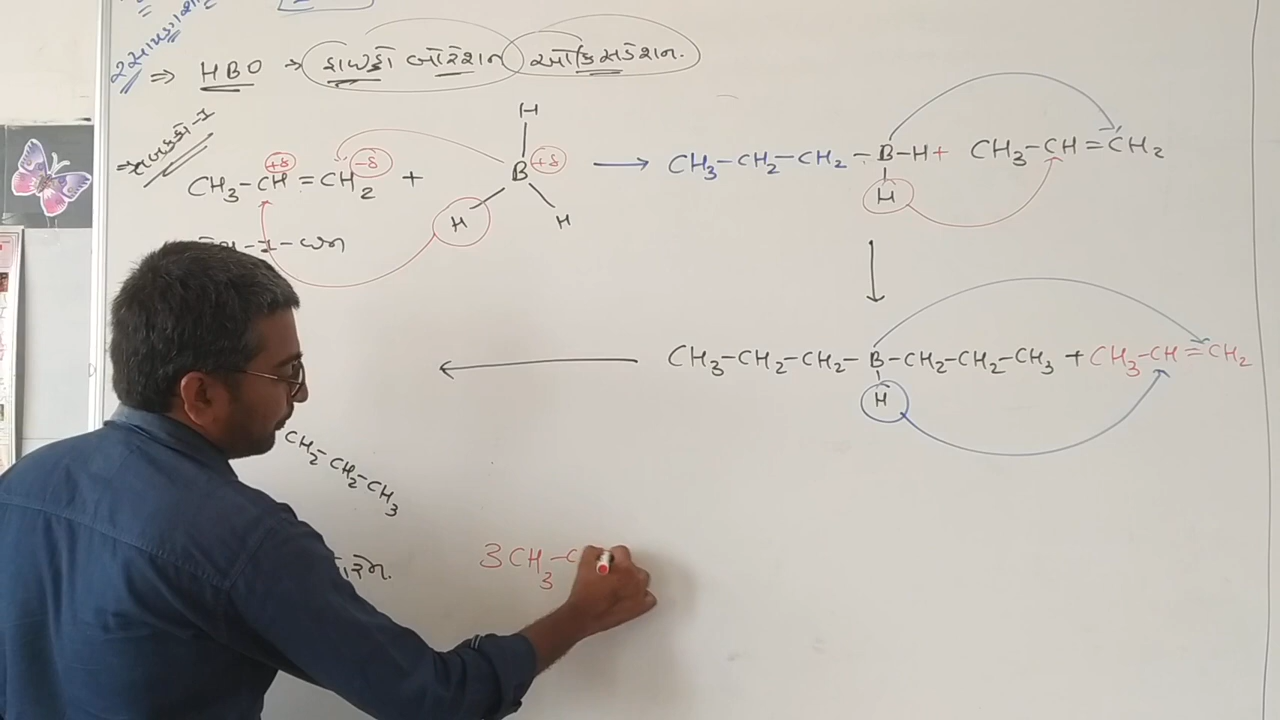 ⇒ HBO → હાઈડ્રો બોરેશન ઓક્સિડેશન.
H
+δ -δ B +δ
CH3-CH=CH2 + H H → CH3-CH2-CH2-B-H + CH3-CH=CH2
H
CH3-CH2-CH2-B-CH2-CH2-CH3 + CH3-CH=CH2
H
CH2-CH2-CH3
3CH3-C